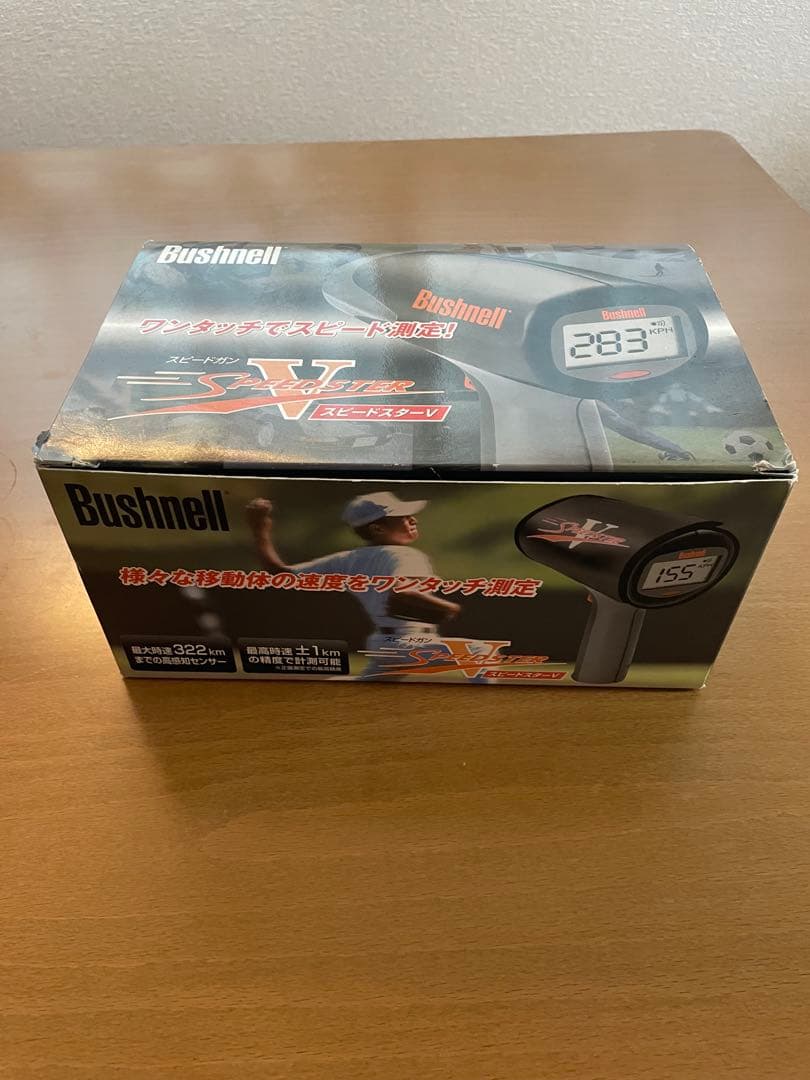 Bushnell
ワンタッチでスピード測定!
スピードガン
SPEEDSTER V
スピードスターV
Bushnell
Bushnell
283 KPH
Bushnell
様々な移動体の速度をワンタッチ測定
最大時速322km
までの高感知センサー
最高時速±1km
の精度で計測可能
スピードガン
SPEEDSTER V
スピードスターV
SPEEDSTER V
Bushnell
155 KPH